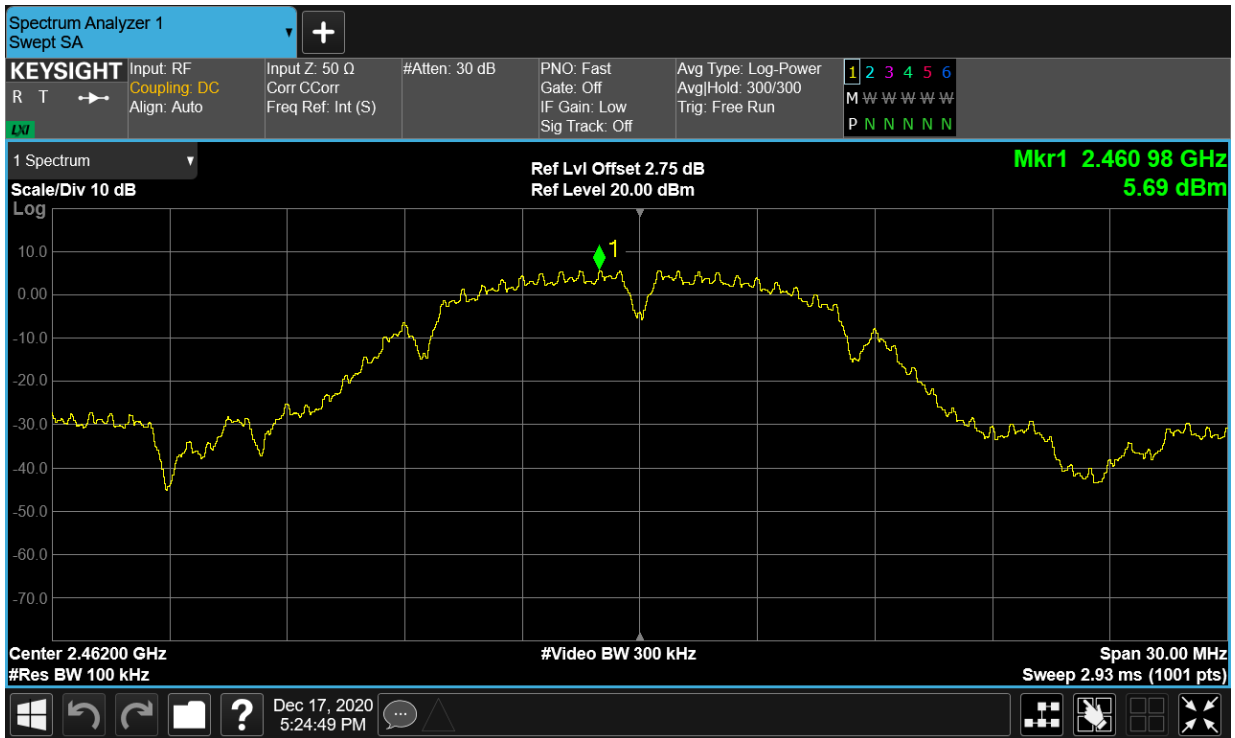 Spectrum Analyzer 1
Swept SA
KEYSIGHT
R T
LXI
Input: RF
Coupling: DC
Align: Auto
Input Z: 50 Ω
Corr CCorr
Freq Ref: Int (S)
#Atten: 30 dB
PNO: Fast
Gate: Off
IF Gain: Low
Sig Track: Off
Avg Type: Log-Power
Avg|Hold: 300/300
Trig: Free Run
1 2 3 4 5 6
M W W W W W
P N N N N N
1 Spectrum
Scale/Div 10 dB
Log
Ref Lvl Offset 2.75 dB
Ref Level 20.00 dBm
Mkr1 2.460 98 GHz
5.69 dBm
1
10.0
0.00
-10.0
-20.0
-30.0
-40.0
-50.0
-60.0
-70.0
Center 2.46200 GHz
#Res BW 100 kHz
#Video BW 300 kHz
Span 30.00 MHz
Sweep 2.93 ms (1001 pts)
?
Dec 17, 2020
5:24:49 PM